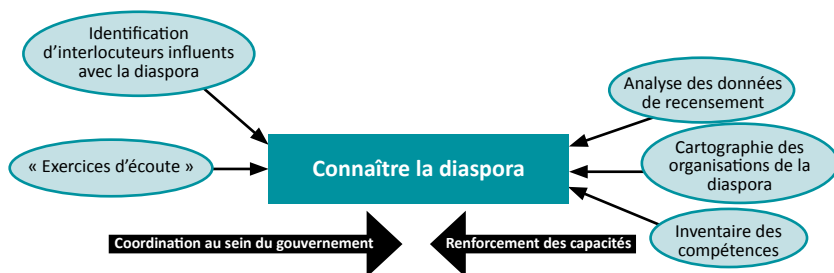 Identification
d'interlocuteurs influents
avec la diaspora
« Exercices d'écoute »
Connaître la diaspora
Analyse des données
de recensement
Cartographie des
organisations de la
diaspora
Inventaire des
compétences
Coordination au sein du gouvernement
Renforcement des capacités